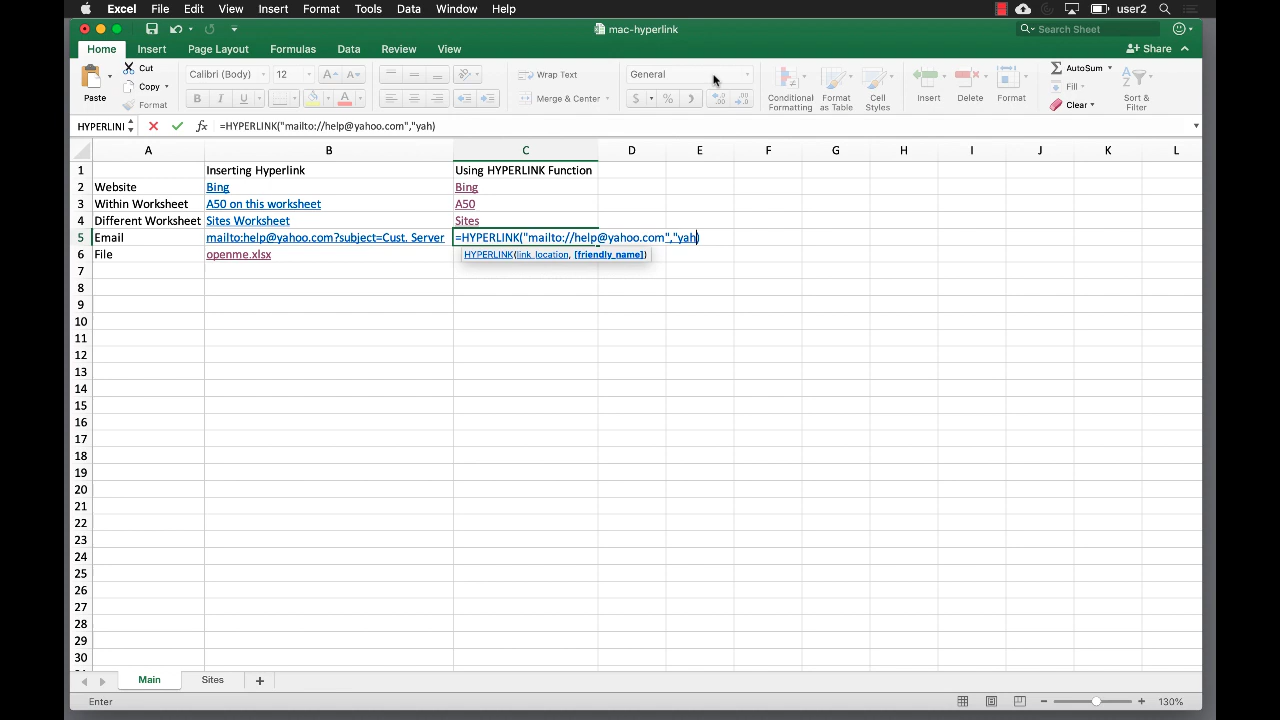 Excel File Edit View Insert Format Tools Data Window Help user2
mac-hyperlink
Search Sheet
Home Insert Page Layout Formulas Data Review View
Share
Paste
Cut
Copy
Format
Calibri (Body) 12
A A
B I U
A
Wrap Text
Merge & Center
General
$ % )
Conditional Formatting
Format as Table
Cell Styles
Insert
Delete
Format
AutoSum
Fill
Clear
Sort & Filter
HYPERLINI fx =HYPERLINK("mailto://help@yahoo.com","yah)
A B C D E F G H I J K L
1 Inserting Hyperlink Using HYPERLINK Function
2 Website Bing Bing
3 Within Worksheet A50 on this worksheet A50
4 Different Worksheet Sites Worksheet Sites
5 Email mailto:help@yahoo.com?subject=Cust. Server =HYPERLINK("mailto://help@yahoo.com","yah)
6 File openme.xlsx HYPERLINK(link_location, [friendly_name])
7
8
9
10
11
12
13
14
15
16
17
18
19
20
21
22
23
24
25
26
27
28
29
30
Main Sites +
Enter
130%